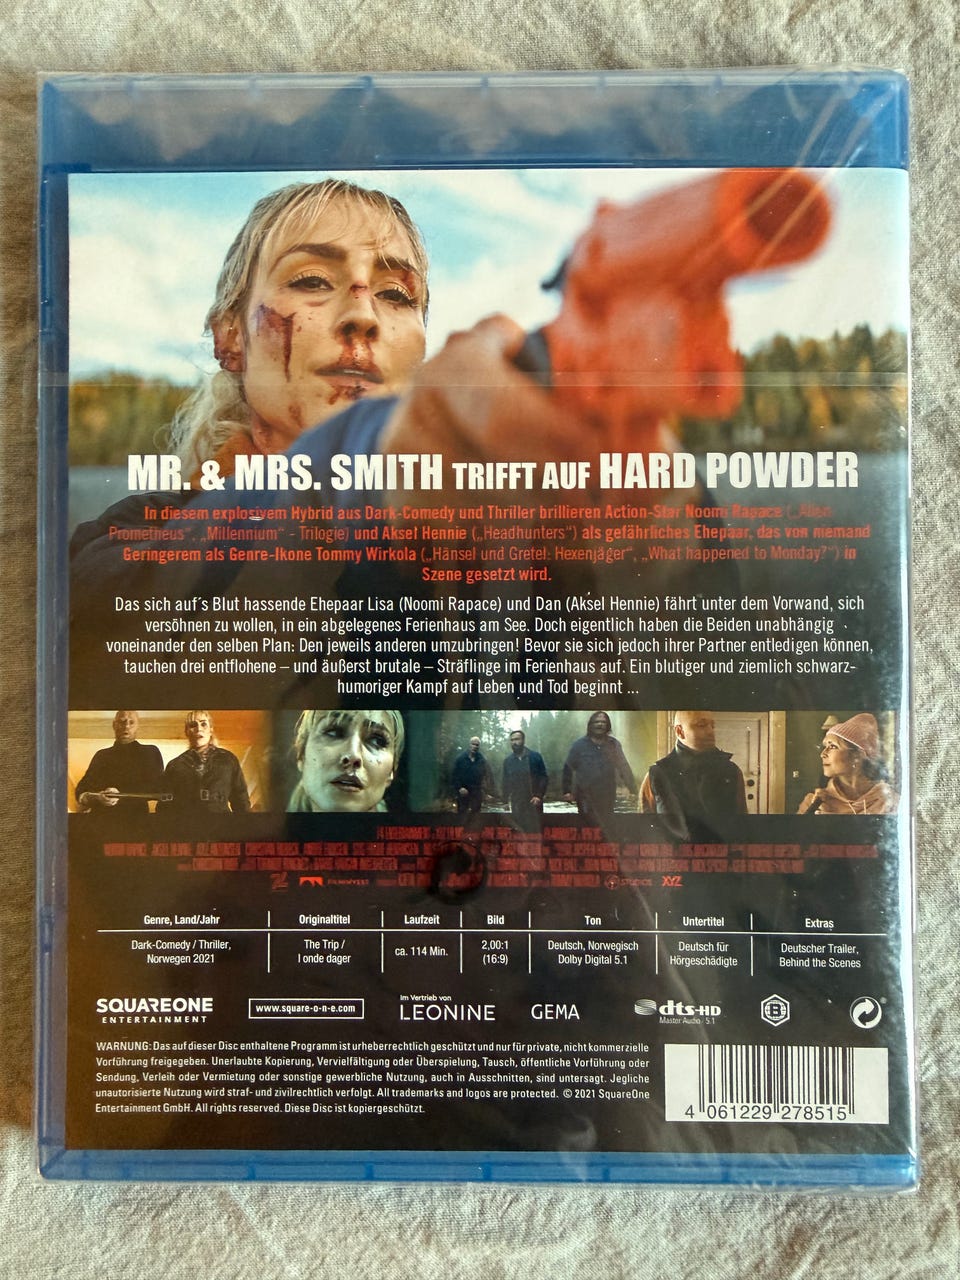 MR. & MRS. SMITH TRIFFT AUF HARD POWDER
In diesem explosivem Hybrid aus Dark-Comedy und Thriller brillieren Action-Star Noomi Rapace („Alien:
Prometheus“, „Millennium“ - Trilogie) und Aksel Hennie („Headhunters“) als gefährliches Ehepaar, das von niemand
Geringerem als Genre-Ikone Tommy Wirkola („Hänsel und Gretel: Hexenjäger“, „What happened to Monday?“) in
Szene gesetzt wird.
Das sich auf´s Blut hassende Ehepaar Lisa (Noomi Rapace) und Dan (Aksel Hennie) fährt unter dem Vorwand, sich
versöhnen zu wollen, in ein abgelegenes Ferienhaus am See. Doch eigentlich haben die Beiden unabhängig
voneinander den selben Plan: Den jeweils anderen umzubringen! Bevor sie sich jedoch ihrer Partner entledigen können,
tauchen drei entflohene – und äußerst brutale – Sträflinge im Ferienhaus auf. Ein blutiger und ziemlich schwarz-
humoriger Kampf auf Leben und Tod beginnt ...
FILMINVEST STUDIOS XYZ
Genre, Land/Jahr Originaltitel Laufzeit Bild Ton Untertitel Extras
Dark-Comedy / Thriller, The Trip / ca. 114 Min. 2,00:1 Deutsch, Norwegisch Deutsch für Deutscher Trailer,
Norwegen 2021 I onde dager (16:9) Dolby Digital 5.1 Hörgeschädigte Behind the Scenes
SQUAREONE
ENTERTAINMENT
www.square-o-n-e.com
im Vertrieb von
LEONINE
GEMA
dts-HD
Master Audio 5.1
B
WARNUNG: Das auf dieser Disc enthaltene Programm ist urheberrechtlich geschützt und nur für private, nicht kommerzielle
Vorführung freigegeben. Unerlaubte Kopierung, Vervielfältigung oder Überspielung, Tausch, öffentliche Vorführung oder
Sendung, Verleih oder Vermietung oder sonstige gewerbliche Nutzung, auch in Ausschnitten, sind untersagt. Jegliche
unautorisierte Nutzung wird straf- und zivilrechtlich verfolgt. All trademarks and logos are protected. © 2021 SquareOne
Entertainment GmbH. All rights reserved. Diese Disc ist kopiergeschützt.
4 061229 278515